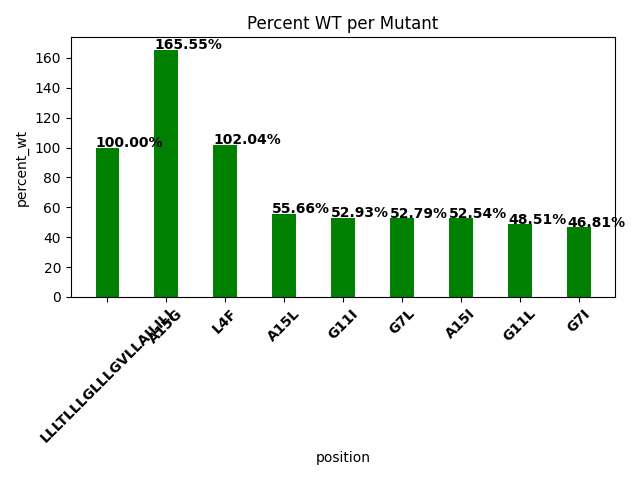 Percent WT per Mutant
percent_wt
160
140
120
100
80
60
40
20
0
100.00%
165.55%
102.04%
55.66%
52.93%
52.79%
52.54%
48.51%
46.81%
LLLTLLLGLLLGVLLAILILL
A15G
L4F
A15L
G11I
G7L
A15I
G11L
G7I
position